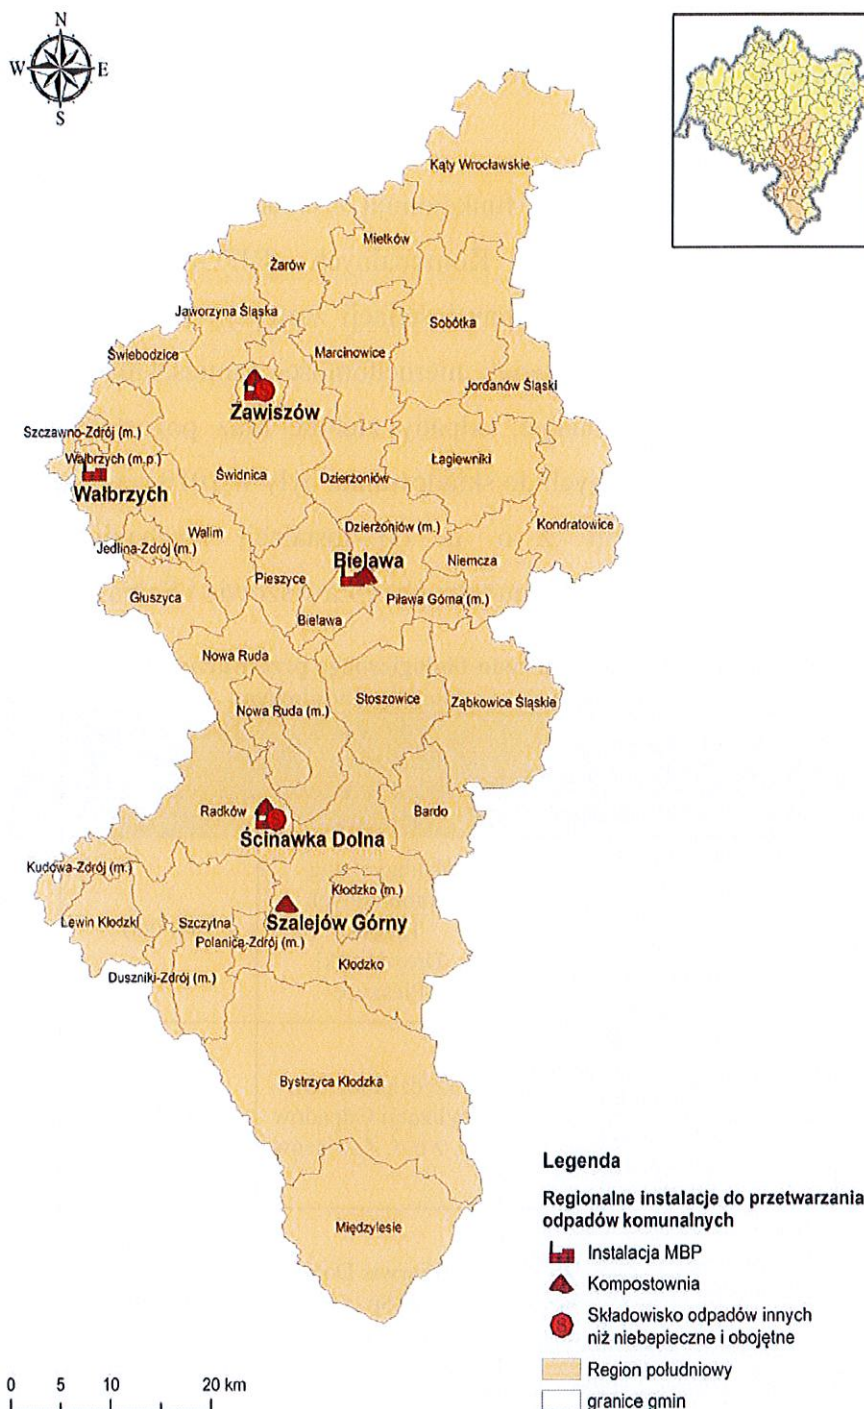 N
W E
S
Kąty Wrocławskie
Mietków
Żarów
Jaworzyna Śląska
Sobótka
Świebodzice
Marcinowice
Jordanów Śląski
Żawiszów
Szczawno-Zdrój (m.)
Łagiewniki
Wałbrzych (m.p.)
Świdnica
Dzierżoniów
Wałbrzych
Kondratowice
Dzierżoniów (m.)
Walim
Jedlina-Zdrój (m.)
Bielawa
Niemcza
Pieszyce
Głuszyca
Piława Górna (m.)
Bielawa
Nowa Ruda
Stoszowice
Ząbkowice Śląskie
Nowa Ruda (m.)
Radków
Bardo
Ścinawka Dolna
Kudowa-Zdrój (m.)
Kłodzko (m.)
Lewin Kłodzki
Szczytna
Szalejów Górny
Polanica-Zdrój (m.)
Kłodzko
Duszniki-Zdrój (m.)
Bystrzyca Kłodzka
Międzylesie
Legenda
Regionalne instalacje do przetwarzania
odpadów komunalnych
Instalacja MBP
Kompostownia
S Składowisko odpadów innych
niż niebepieczne i obojętne
Region południowy
granice gmin
0 5 10 20 km